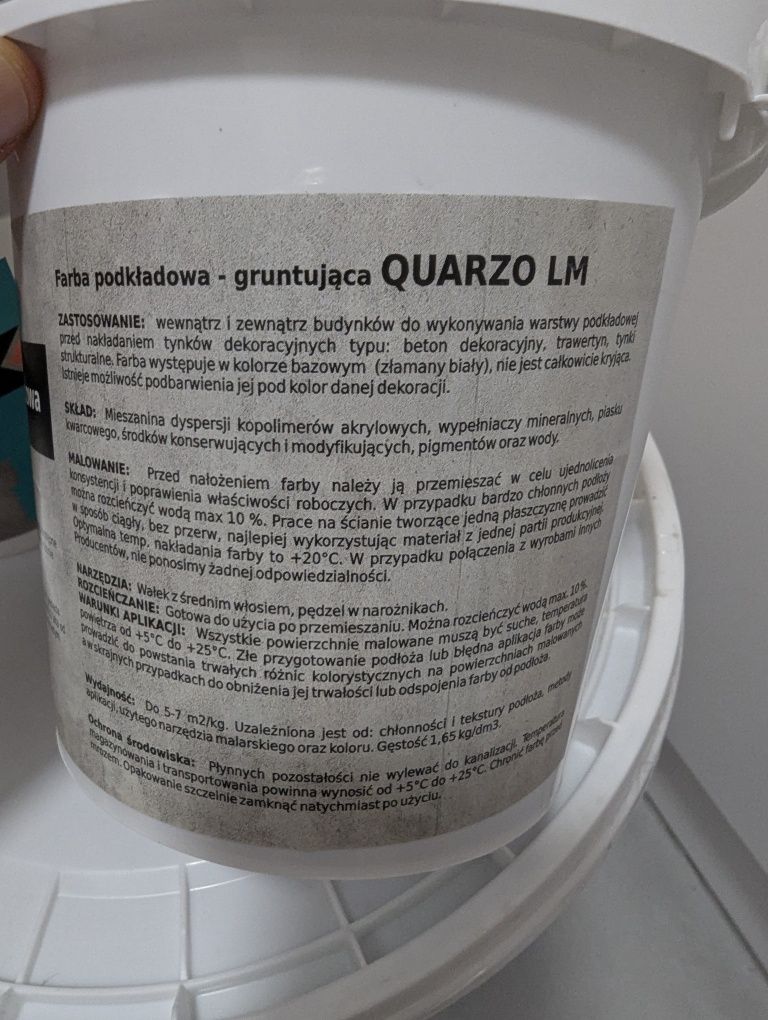 Farba podkładowa - gruntująca QUARZO LM
ZASTOSOWANIE: wewnątrz i zewnątrz budynków do wykonywania warstwy podkładowej
przed nakładaniem tynków dekoracyjnych typu: beton dekoracyjny, trawertyn, tynki
strukturalne. Farba występuje w kolorze bazowym (złamany biały), nie jest całkowicie kryjąca.
Istnieje możliwość podbarwienia jej pod kolor danej dekoracji.
SKŁAD: Mieszanina dyspersji kopolimerów akrylowych, wypełniaczy mineralnych, piasku
kwarcowego, środków konserwujących i modyfikujących, pigmentów oraz wody.
MALOWANIE: Przed nałożeniem farby należy ją przemieszać w celu ujednolicenia
konsystencji i poprawienia właściwości roboczych. W przypadku bardzo chłonnych podłoży
można rozcieńczyć wodą max 10 %. Prace na ścianie tworzące jedną płaszczyznę prowadzić
w sposób ciągły, bez przerw, najlepiej wykorzystując materiał z jednej partii produkcyjnej.
Optymalna temp. nakładania farby to +20°C. W przypadku połączenia z wyrobami innych
Producentów, nie ponosimy żadnej odpowiedzialności.
NARZĘDZIA: Wałek z średnim włosiem, pędzel w narożnikach.
ROZCIEŃCZANIE: Gotowa do użycia po przemieszaniu. Można rozcieńczyć wodą max. 10 %.
WARUNKI APLIKACJI: Wszystkie powierzchnie malowane muszą być suche, temperatura
powietrza od +5°C do +25°C. Złe przygotowanie podłoża lub błędna aplikacja farby może
prowadzić do powstania trwałych różnic kolorystycznych na powierzchniach malowanych
a w skrajnych przypadkach do obniżenia jej trwałości lub odspojenia farby od podłoża.
Wydajność: Do 5-7 m2/kg. Uzależniona jest od: chłonności i tekstury podłoża, metody
aplikacji, użytego narzędzia malarskiego oraz koloru. Gęstość 1,65 kg/dm3.
Ochrona środowiska: Płynnych pozostałości nie wylewać do kanalizacji. Temperatura
magazynowania i transportowania powinna wynosić od +5°C do +25°C. Chronić farbę przed
mrozem. Opakowanie szczelnie zamknąć natychmiast po użyciu.